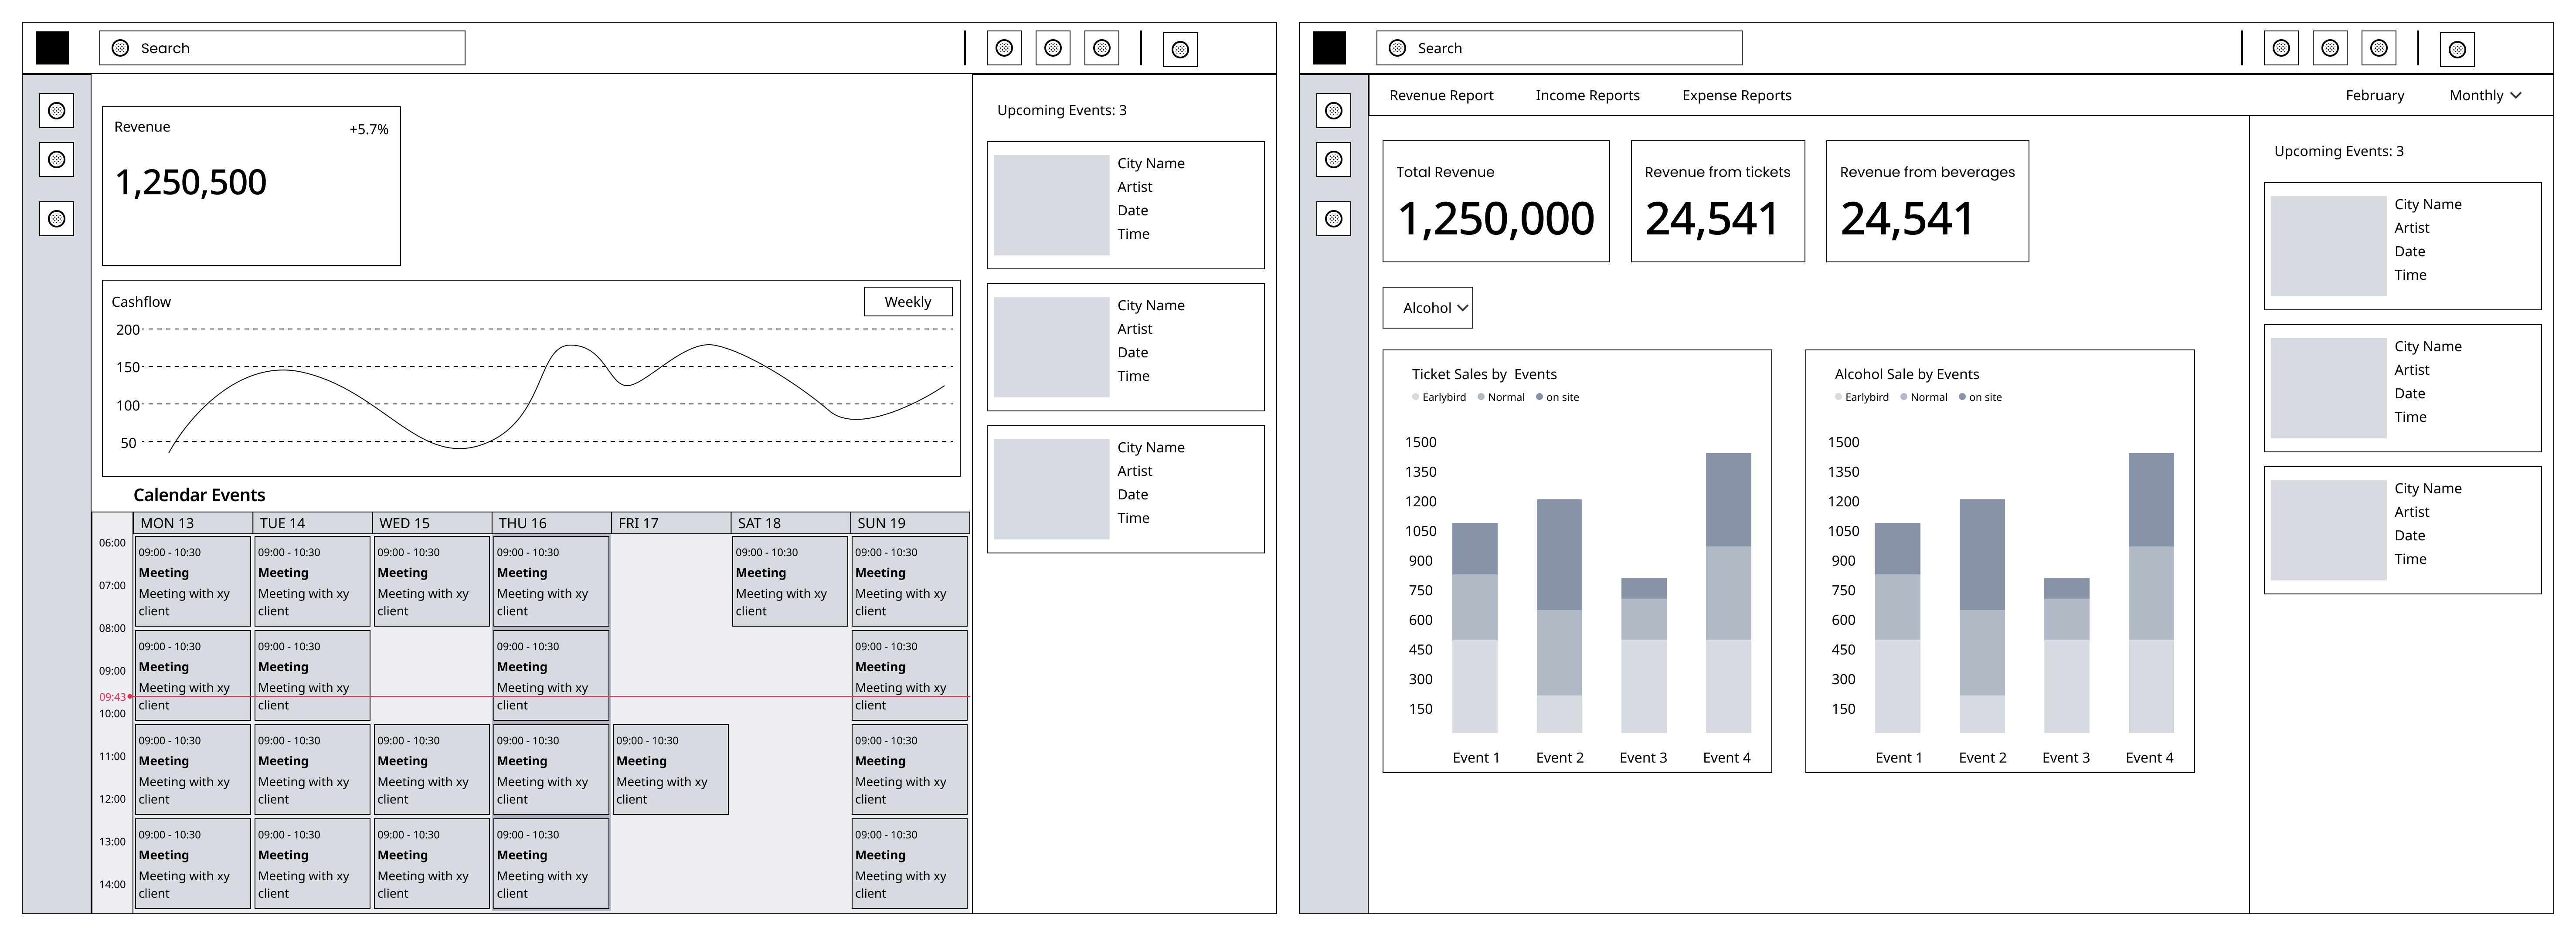 Search
Revenue
+5.7%
1,250,500
Cashflow
Weekly
200
150
100
50
Calendar Events
MON 13 TUE 14 WED 15 THU 16 FRI 17 SAT 18 SUN 19
06:00
07:00
08:00
09:00
09:43
10:00
11:00
12:00
13:00
14:00
09:00 - 10:30 09:00 - 10:30 09:00 - 10:30 09:00 - 10:30 09:00 - 10:30 09:00 - 10:30
Meeting Meeting Meeting Meeting Meeting Meeting
Meeting with xy Meeting with xy Meeting with xy Meeting with xy Meeting with xy Meeting with xy
client client client client client client
09:00 - 10:30 09:00 - 10:30 09:00 - 10:30 09:00 - 10:30
Meeting Meeting Meeting Meeting
Meeting with xy Meeting with xy Meeting with xy Meeting with xy
client client client client
09:00 - 10:30 09:00 - 10:30 09:00 - 10:30 09:00 - 10:30 09:00 - 10:30 09:00 - 10:30
Meeting Meeting Meeting Meeting Meeting Meeting
Meeting with xy Meeting with xy Meeting with xy Meeting with xy Meeting with xy Meeting with xy
client client client client client client
09:00 - 10:30 09:00 - 10:30 09:00 - 10:30 09:00 - 10:30 09:00 - 10:30
Meeting Meeting Meeting Meeting Meeting
Meeting with xy Meeting with xy Meeting with xy Meeting with xy Meeting with xy
client client client client client
Upcoming Events: 3
City Name
Artist
Date
Time
City Name
Artist
Date
Time
City Name
Artist
Date
Time
Search
Revenue Report Income Reports Expense Reports February Monthly
Total Revenue
1,250,000
Revenue from tickets
24,541
Revenue from beverages
24,541
Alcohol
Ticket Sales by Events
Earlybird Normal on site
1500
1350
1200
1050
900
750
600
450
300
150
Event 1 Event 2 Event 3 Event 4
Alcohol Sale by Events
Earlybird Normal on site
1500
1350
1200
1050
900
750
600
450
300
150
Event 1 Event 2 Event 3 Event 4
Upcoming Events: 3
City Name
Artist
Date
Time
City Name
Artist
Date
Time
City Name
Artist
Date
Time